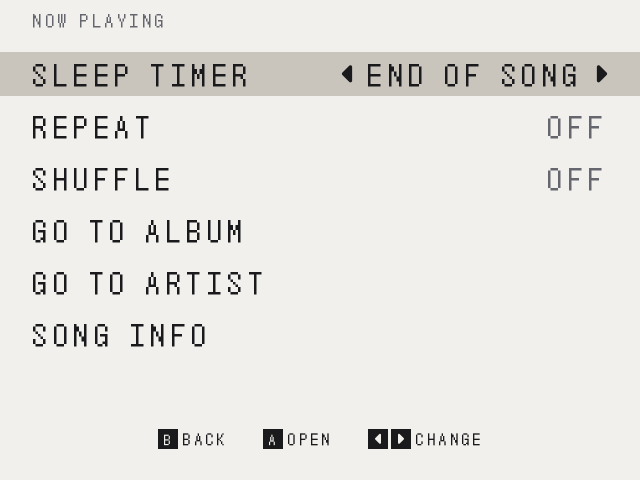 NOW PLAYING
SLEEP TIMER END OF SONG
REPEAT OFF
SHUFFLE OFF
GO TO ALBUM
GO TO ARTIST
SONG INFO
B BACK A OPEN CHANGE